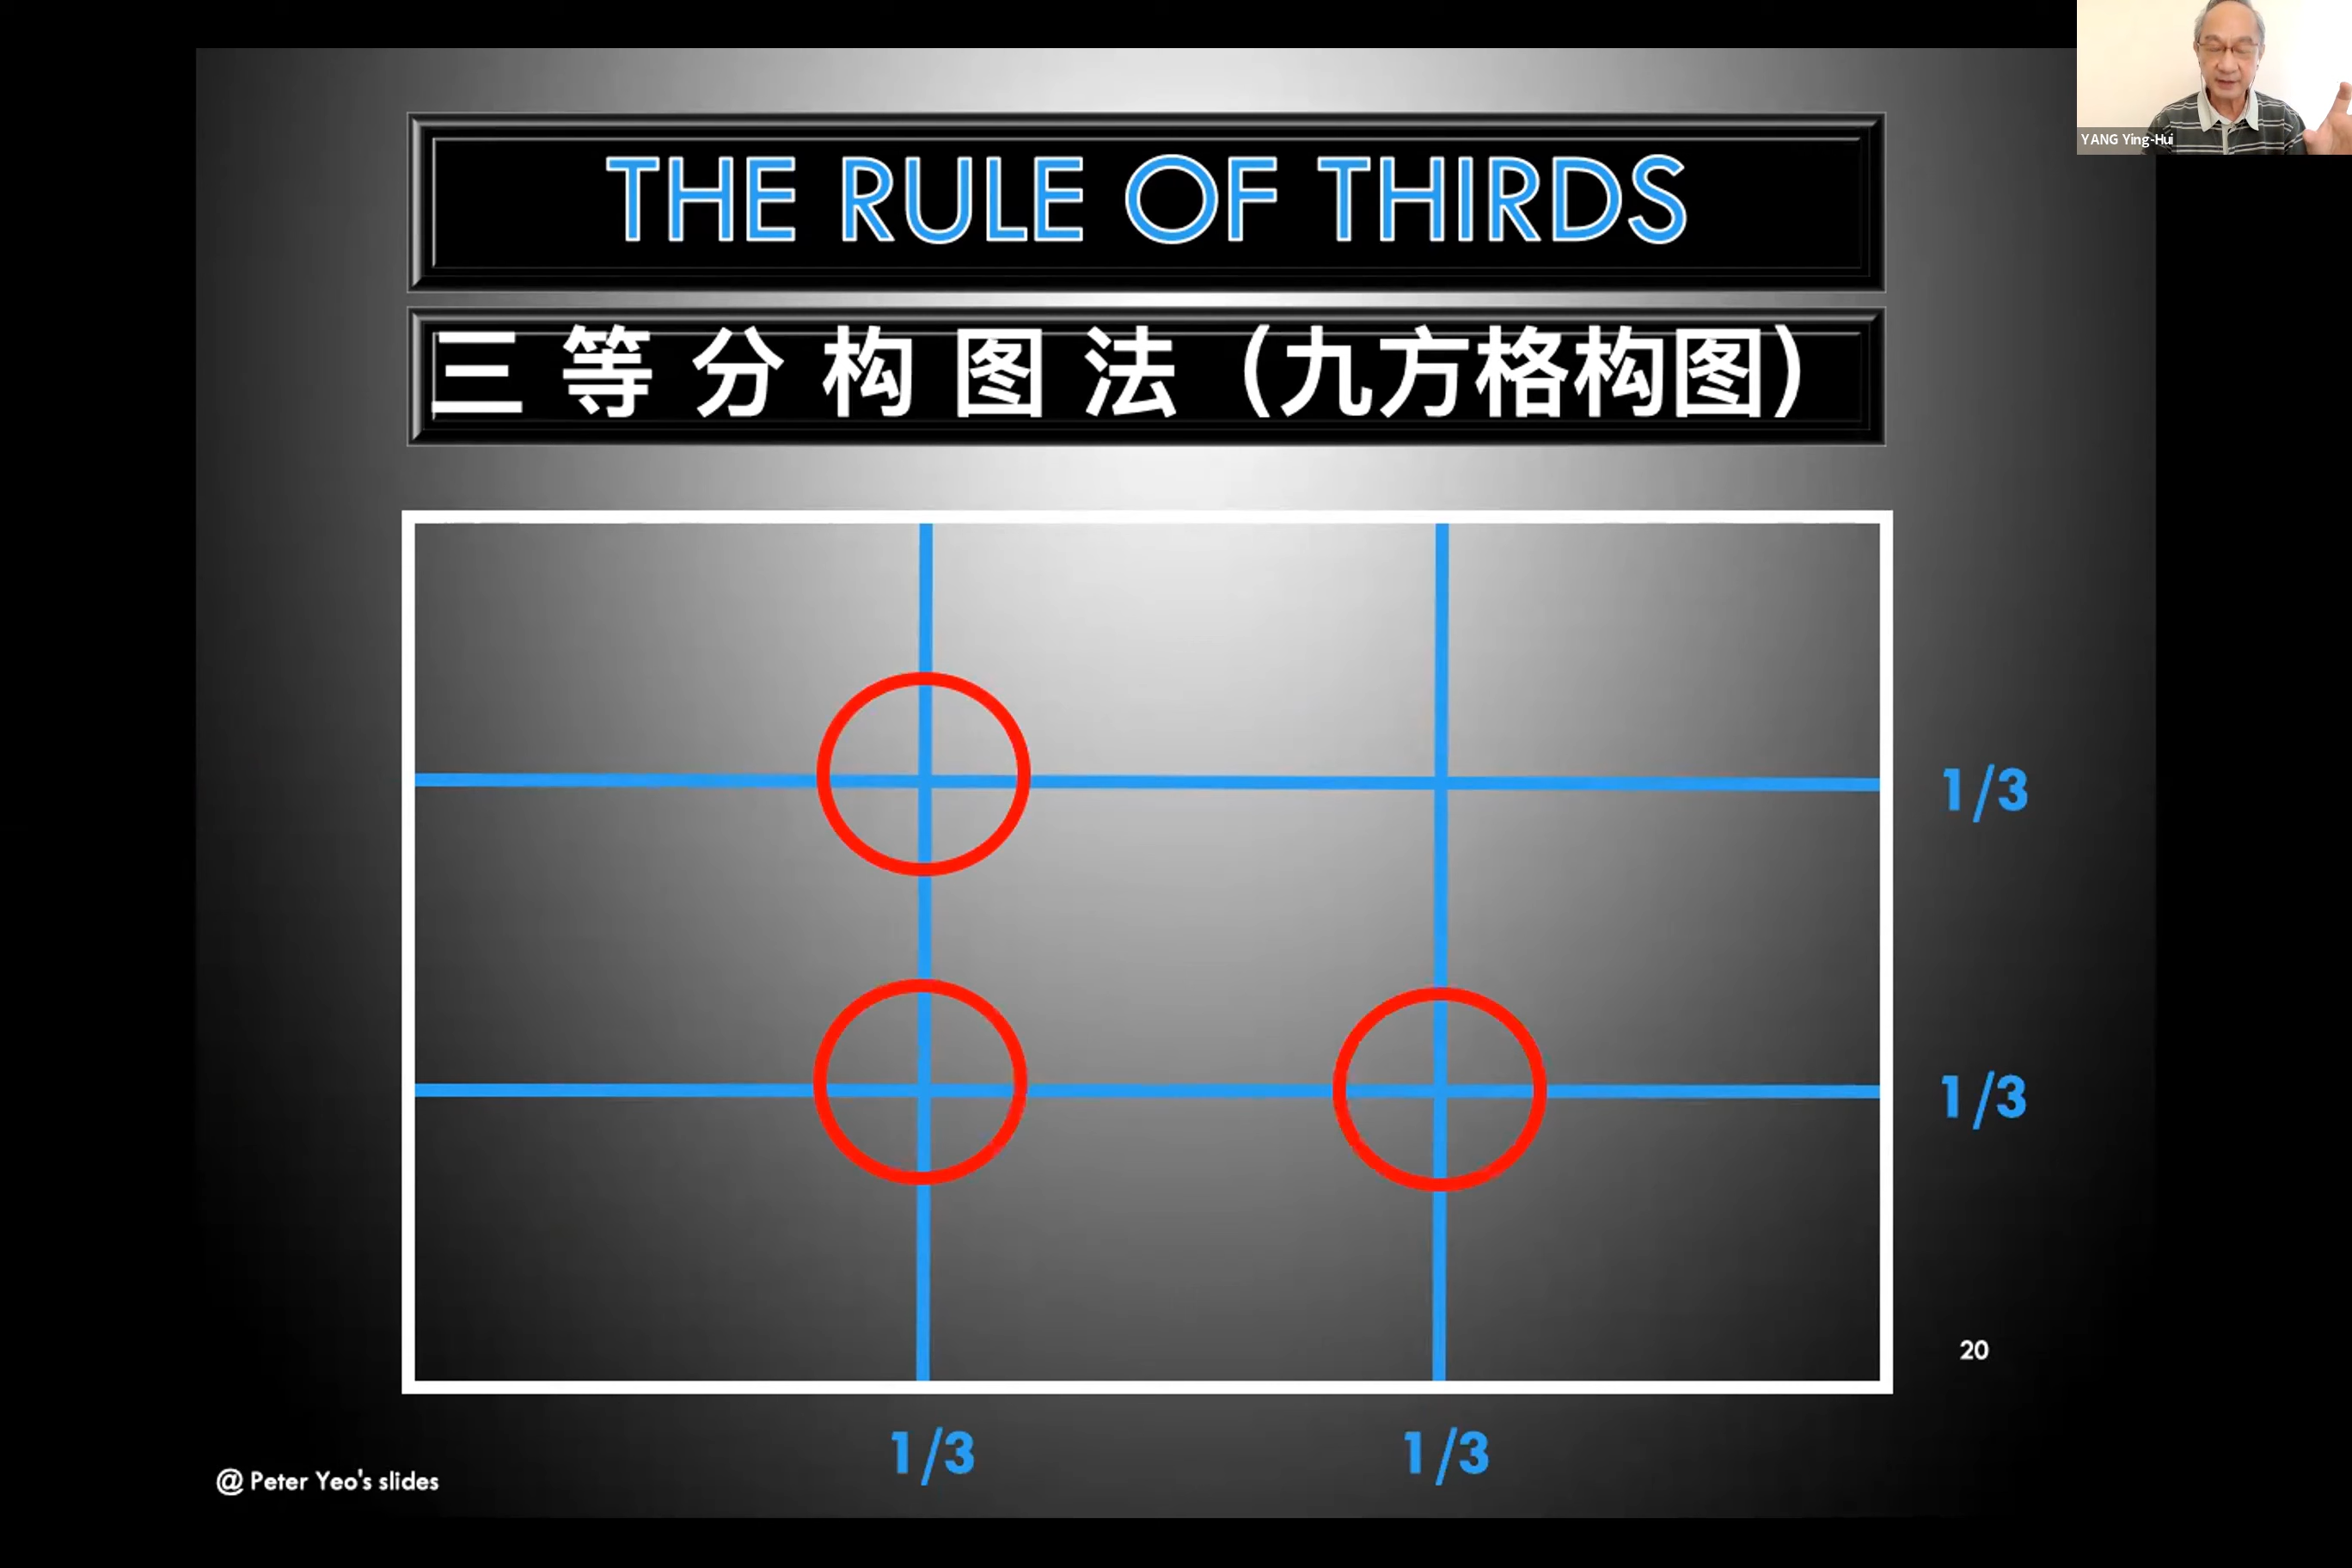 YANG Ying-Hui
THE RULE OF THIRDS
三等分构图法（九方格构图）
1/3
1/3
20
1/3 1/3
@ Peter Yeo's slides